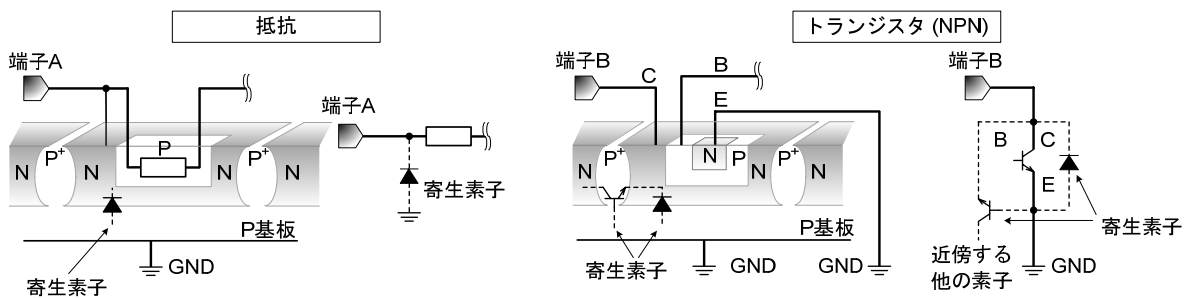 抵抗
端子A
P
N
P+
N
P+
N
P基板
GND
寄生素子
端子A
寄生素子
トランジスタ (NPN)
端子B
C
B
E
N
P+
N
N
P
P+
N
P基板
寄生素子
GND
GND
端子B
B
C
E
寄生素子
近傍する
他の素子
GND